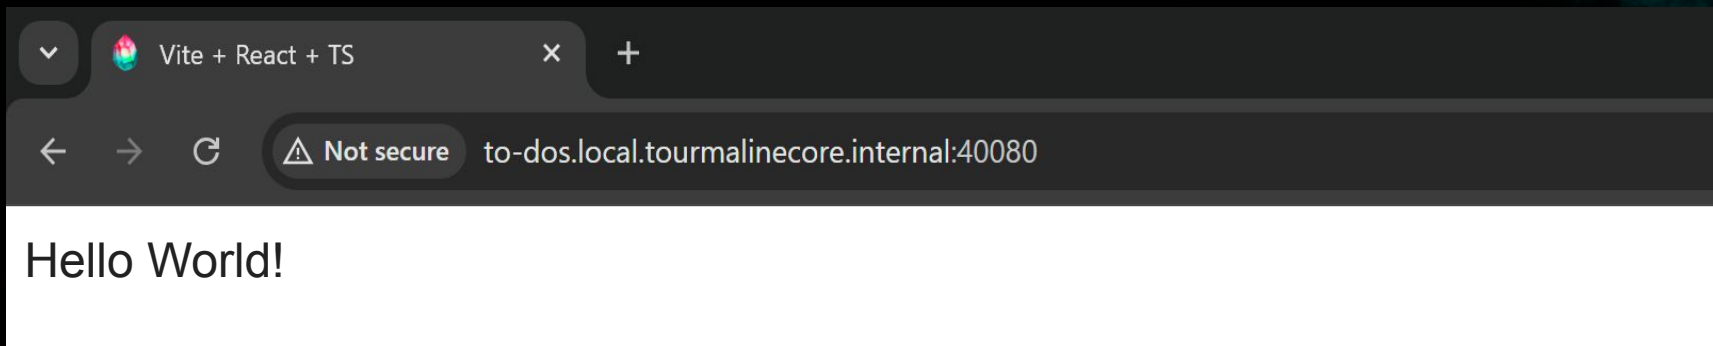 Vite + React + TS
Not secure to-dos.local.tourmalinecore.internal:40080
Hello World!